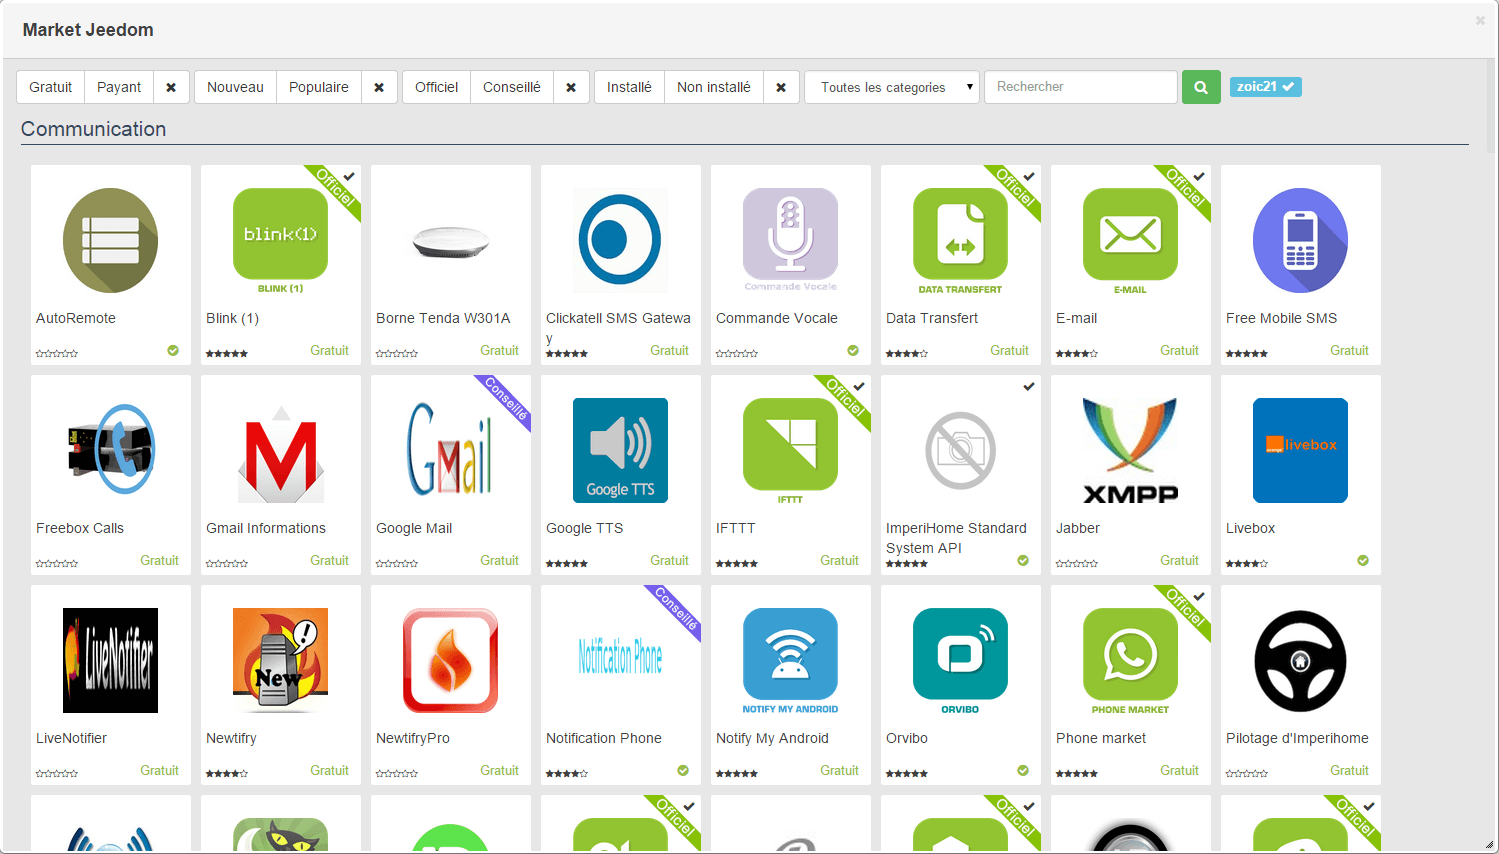 Market Jeedom
Gratuit Payant Nouveau Populaire Officiel Conseillé Installé Non installé Toutes les categories Rechercher zoic21
Communication
Officiel Officiel Officiel
blink(1)
BLINK (1) Commande Vocale DATA TRANSFERT E-MAIL
AutoRemote Blink (1) Borne Tenda W301A Clickatell SMS Gatewa Commande Vocale Data Transfert E-mail Free Mobile SMS
y
Gratuit Gratuit Gratuit Gratuit Gratuit Gratuit
Conseillé Officiel
Gmail livebox
Google TTS IFTTT XMPP
Freebox Calls Gmail Informations Google Mail Google TTS IFTTT ImperiHome Standard Jabber Livebox
System API
Gratuit Gratuit Gratuit Gratuit Gratuit Gratuit
Conseillé Officiel
LiveNotifier New Notification Phone
NOTIFY MY ANDROID ORVIBO PHONE MARKET
LiveNotifier Newtifry NewtifryPro Notification Phone Notify My Android Orvibo Phone market Pilotage d'Imperihome
Gratuit Gratuit Gratuit Gratuit Gratuit Gratuit
Officiel Officiel Officiel